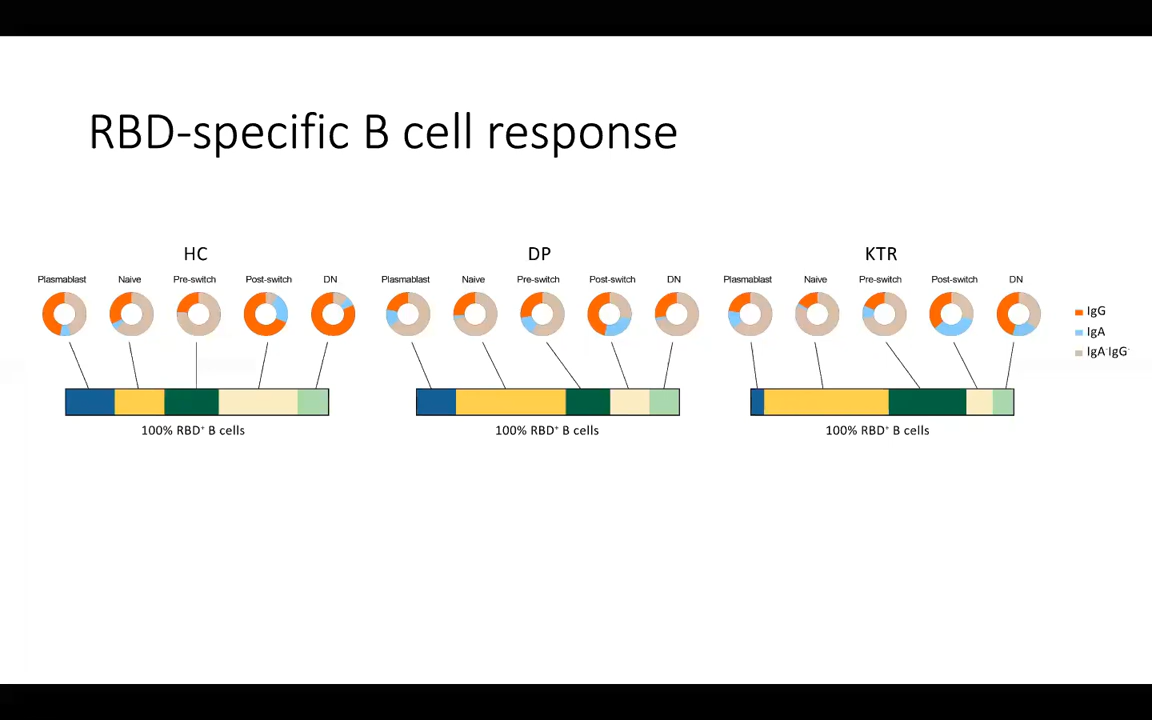 RBD-specific B cell response
HC
DP
KTR
Plasmablast Naive Pre-switch Post-switch DN
Plasmablast Naive Pre-switch Post-switch DN
Plasmablast Naive Pre-switch Post-switch DN
IgG
IgA
IgA⁻IgG⁻
100% RBD⁺ B cells
100% RBD⁺ B cells
100% RBD⁺ B cells